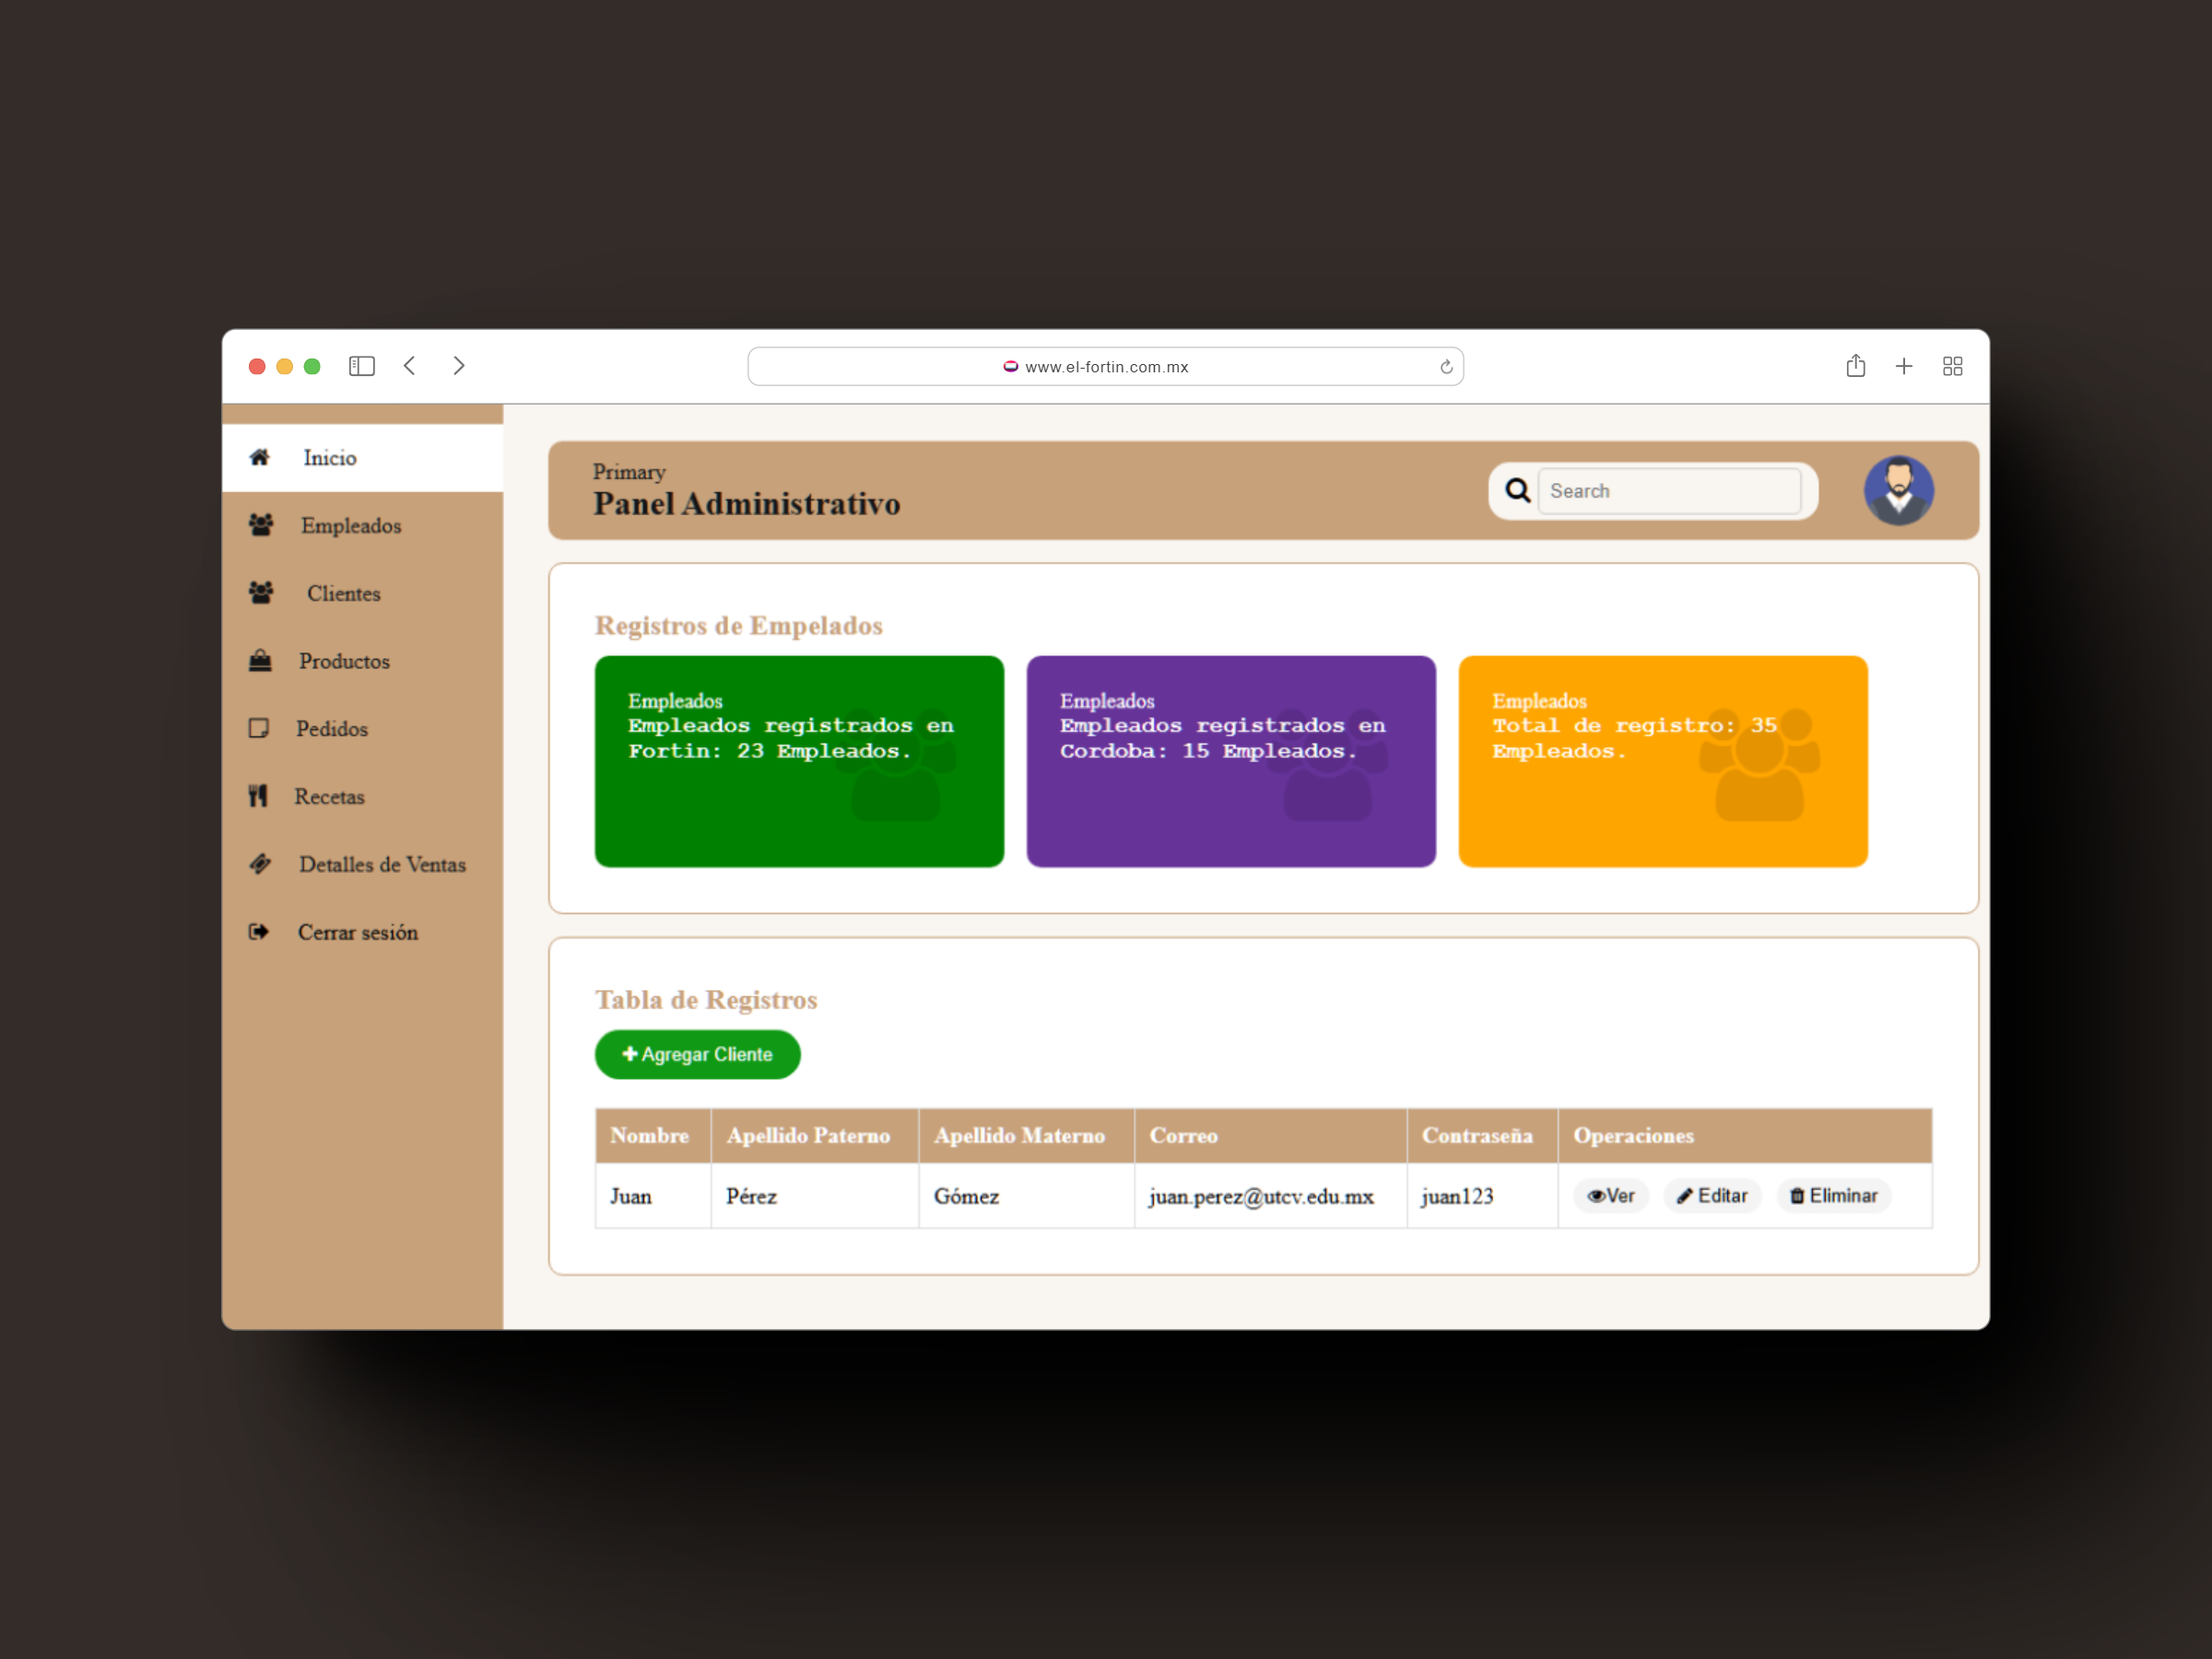 www.el-fortin.com.mx
Inicio
Empleados
Clientes
Productos
Pedidos
Recetas
Detalles de Ventas
Cerrar sesión
Primary
Panel Administrativo
Search
Registros de Empelados
Empleados
Empleados registrados en
Fortin: 23 Empleados.
Empleados
Empleados registrados en
Cordoba: 15 Empleados.
Empleados
Total de registro: 35
Empleados.
Tabla de Registros
Agregar Cliente
Nombre Apellido Paterno Apellido Materno Correo Contraseña Operaciones
Juan Pérez Gómez juan.perez@utcv.edu.mx juan123 Ver Editar Eliminar